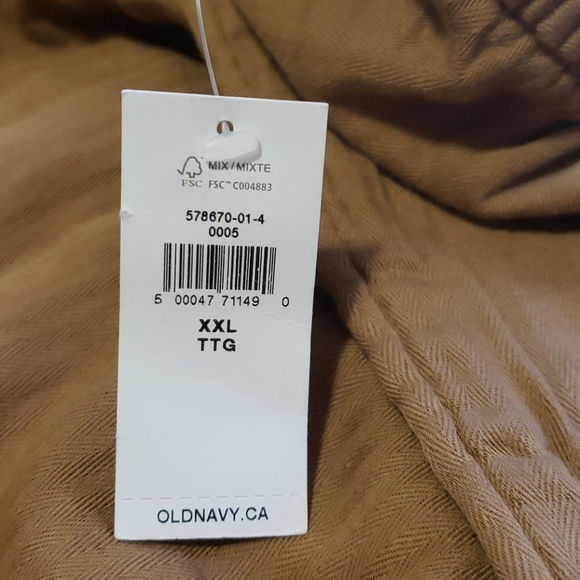 MIX/MIXTE
FSC FSC™ C004883
578670-01-4
0005
5 00047 71149 0
XXL
TTG
OLDNAVY.CA